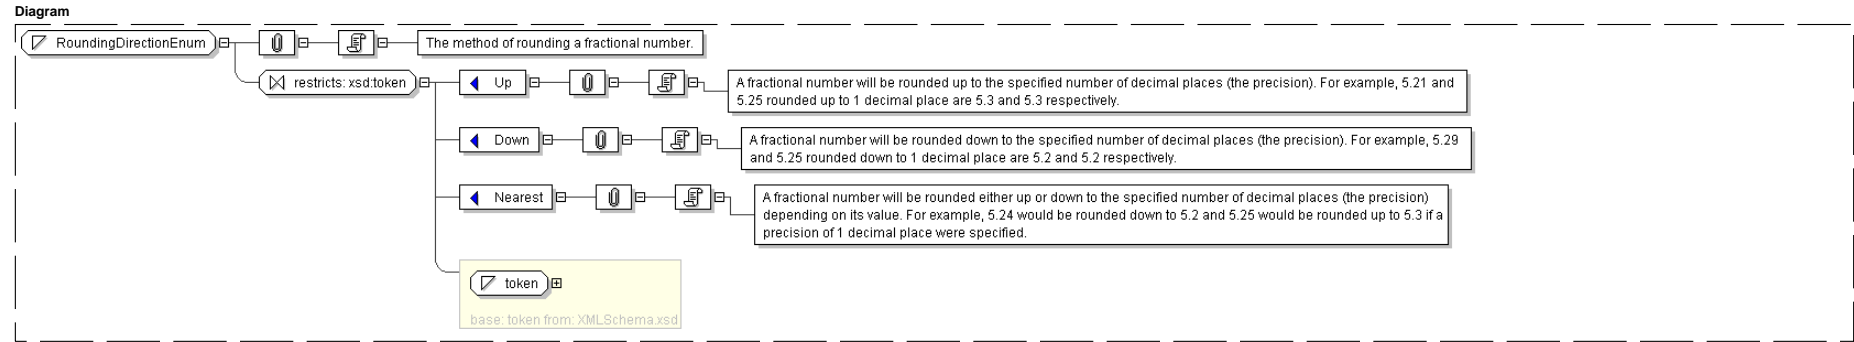 Diagram
RoundingDirectionEnum
The method of rounding a fractional number.
restricts: xsd:token
Up
A fractional number will be rounded up to the specified number of decimal places (the precision). For example, 5.21 and
5.25 rounded up to 1 decimal place are 5.3 and 5.3 respectively.
Down
A fractional number will be rounded down to the specified number of decimal places (the precision). For example, 5.29
and 5.25 rounded down to 1 decimal place are 5.2 and 5.2 respectively.
Nearest
A fractional number will be rounded either up or down to the specified number of decimal places (the precision)
depending on its value. For example, 5.24 would be rounded down to 5.2 and 5.25 would be rounded up to 5.3 if a
precision of 1 decimal place were specified.
token
base: token from: XMLSchema.xsd